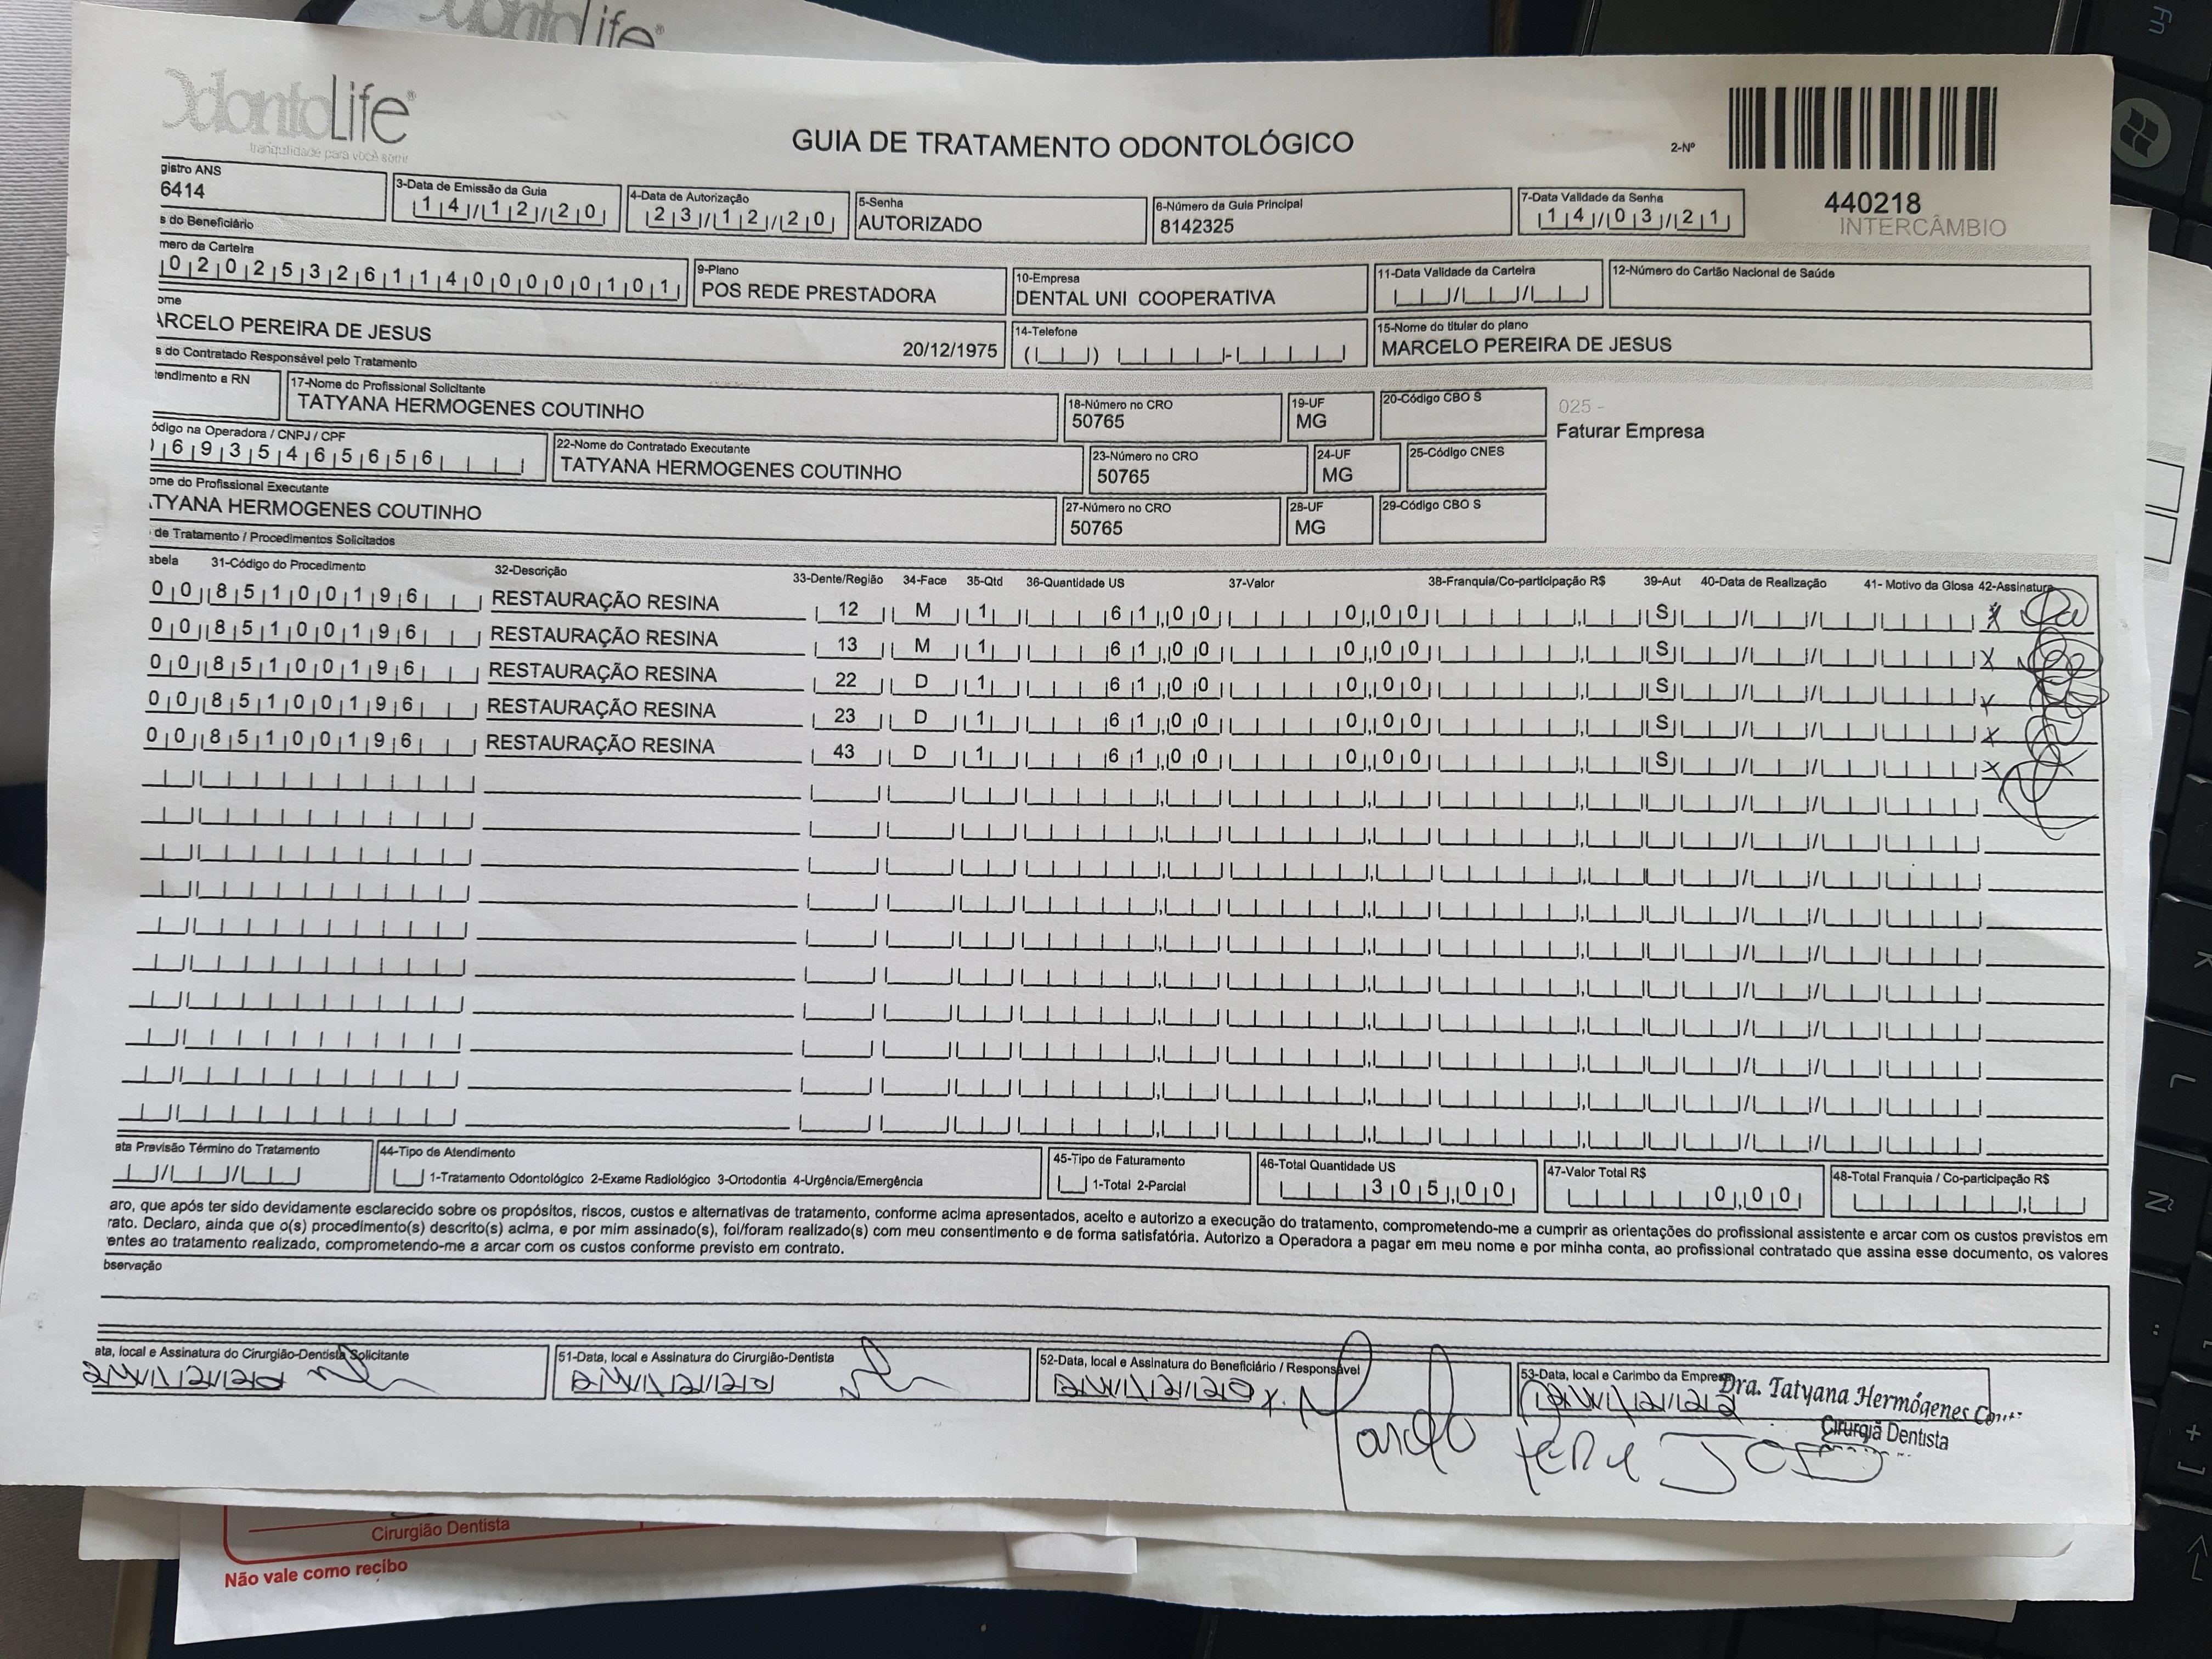 OdontoLife®
OdontoLife®
tranquilidade para você sorrir
GUIA DE TRATAMENTO ODONTOLÓGICO
2-Nº
440218
INTERCÂMBIO
gistro ANS
6414
3-Data de Emissão da Guia
14/12/20
4-Data de Autorização
23/12/20
5-Senha
AUTORIZADO
6-Número da Guia Principal
8142325
7-Data Validade da Senha
14/03/21
s do Beneficiário
mero da Carteira
02025326114000000101
9-Plano
POS REDE PRESTADORA
10-Empresa
DENTAL UNI COOPERATIVA
11-Data Validade da Carteira
12-Número do Cartão Nacional de Saúde
ome
ARCELO PEREIRA DE JESUS
20/12/1975
14-Telefone
15-Nome do titular do plano
MARCELO PEREIRA DE JESUS
s do Contratado Responsável pelo Tratamento
tendimento a RN
17-Nome do Profissional Solicitante
TATYANA HERMOGENES COUTINHO
18-Número no CRO
50765
19-UF
MG
20-Código CBO S
025 -
Faturar Empresa
ódigo na Operadora / CNPJ / CPF
6935465656
22-Nome do Contratado Executante
TATYANA HERMOGENES COUTINHO
23-Número no CRO
50765
24-UF
MG
25-Código CNES
ome do Profissional Executante
TYANA HERMOGENES COUTINHO
27-Número no CRO
50765
28-UF
MG
29-Código CBO S
de Tratamento / Procedimentos Solicitados
abela 31-Código do Procedimento 32-Descrição 33-Dente/Região 34-Face 35-Qtd 36-Quantidade US 37-Valor 38-Franquia/Co-participação R$ 39-Aut 40-Data de Realização 41- Motivo da Glosa 42-Assinatura
00 85100196 RESTAURAÇÃO RESINA 12 M 1 61,00 0,00 S X
00 85100196 RESTAURAÇÃO RESINA 13 M 1 61,00 0,00 S X
00 85100196 RESTAURAÇÃO RESINA 22 D 1 61,00 0,00 S X
00 85100196 RESTAURAÇÃO RESINA 23 D 1 61,00 0,00 S X
00 85100196 RESTAURAÇÃO RESINA 43 D 1 61,00 0,00 S X
ata Previsão Término do Tratamento
44-Tipo de Atendimento
1-Tratamento Odontológico 2-Exame Radiológico 3-Ortodontia 4-Urgência/Emergência
45-Tipo de Faturamento
1-Total 2-Parcial
46-Total Quantidade US
305,00
47-Valor Total R$
0,00
48-Total Franquia / Co-participação R$
aro, que após ter sido devidamente esclarecido sobre os propósitos, riscos, custos e alternativas de tratamento, conforme acima apresentados, aceito e autorizo a execução do tratamento, comprometendo-me a cumprir as orientações do profissional assistente e arcar com os custos previstos em
rato. Declaro, ainda que o(s) procedimento(s) descrito(s) acima, e por mim assinado(s), foi/foram realizado(s) com meu consentimento e de forma satisfatória. Autorizo a Operadora a pagar em meu nome e por minha conta, ao profissional contratado que assina esse documento, os valores
entes ao tratamento realizado, comprometendo-me a arcar com os custos conforme previsto em contrato.
bservação
ata, local e Assinatura do Cirurgião-Dentista Solicitante
51-Data, local e Assinatura do Cirurgião-Dentista
52-Data, local e Assinatura do Beneficiário / Responsável
53-Data, local e Carimbo da Empresa
Dra. Tatyana Hermógenes
Cirurgiã Dentista
Cirurgião Dentista
Não vale como recibo